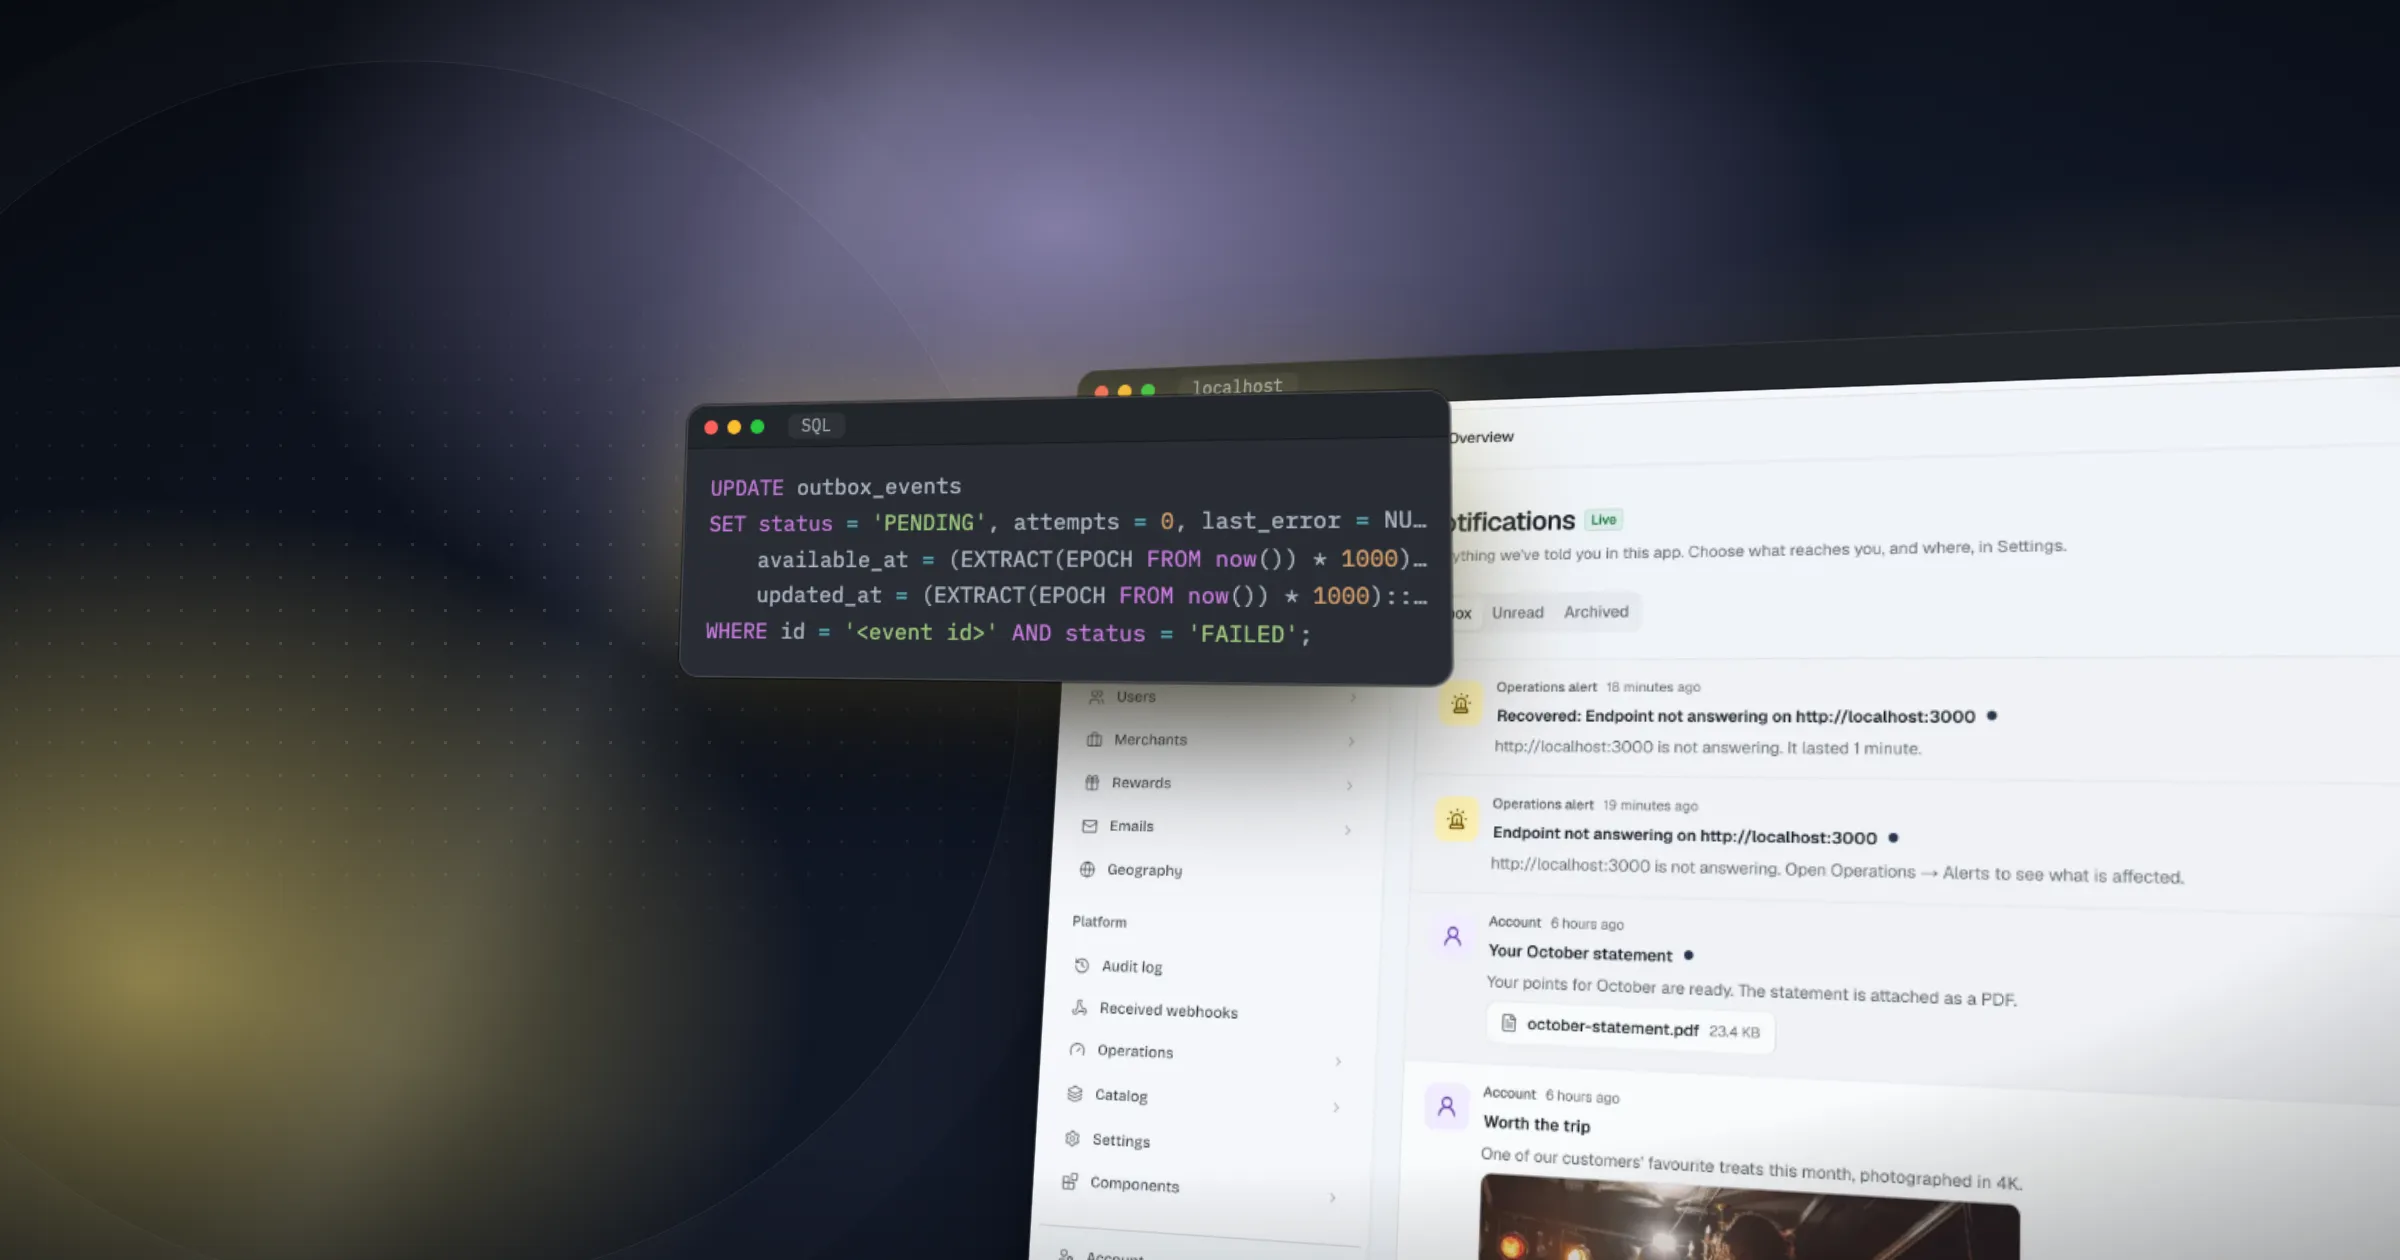 localhost
SQL
UPDATE outbox_events
SET status = 'PENDING', attempts = 0, last_error = NU…
available_at = (EXTRACT(EPOCH FROM now()) * 1000)…
updated_at = (EXTRACT(EPOCH FROM now()) * 1000)::…
WHERE id = '<event id>' AND status = 'FAILED';
Overview
otifications Live
ything we've told you in this app. Choose what reaches you, and where, in Settings.
box Unread Archived
Users
Merchants
Rewards
Emails
Geography
Platform
Audit log
Received webhooks
Operations
Catalog
Settings
Components
Account
Operations alert 18 minutes ago
Recovered: Endpoint not answering on http://localhost:3000
http://localhost:3000 is not answering. It lasted 1 minute.
Operations alert 19 minutes ago
Endpoint not answering on http://localhost:3000
http://localhost:3000 is not answering. Open Operations → Alerts to see what is affected.
Account 6 hours ago
Your October statement
Your points for October are ready. The statement is attached as a PDF.
october-statement.pdf 23.4 KB
Account 6 hours ago
Worth the trip
One of our customers' favourite treats this month, photographed in 4K.